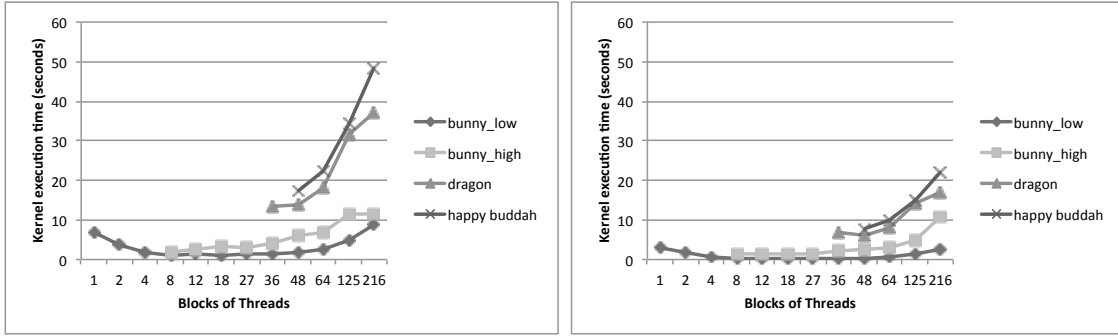 60
50
40
30
20
10
0
Kernel execution time (seconds)
1 2 4 8 12 18 27 36 48 64 125 216
Blocks of Threads
bunny_low
bunny_high
dragon
happy buddah
60
50
40
30
20
10
0
Kernel execution time (seconds)
1 2 4 8 12 18 27 36 48 64 125 216
Blocks of Threads
bunny_low
bunny_high
dragon
happy buddah